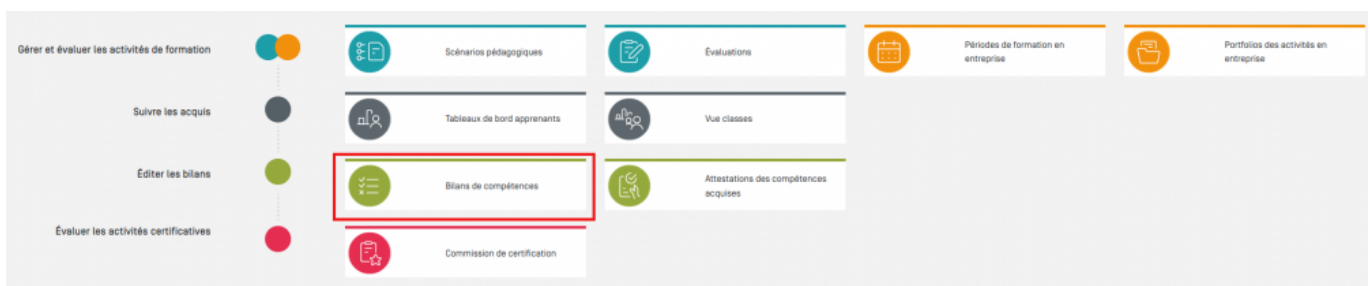 Gérer et évaluer les activités de formation
Scénarios pédagogiques
Évaluations
Périodes de formation en
entreprise
Portfolios des activités en
entreprise
Suivre les acquis
Tableaux de bord apprenants
Vue classes
Éditer les bilans
Bilans de compétences
Attestations des compétences
acquises
Évaluer les activités certificatives
Commission de certification